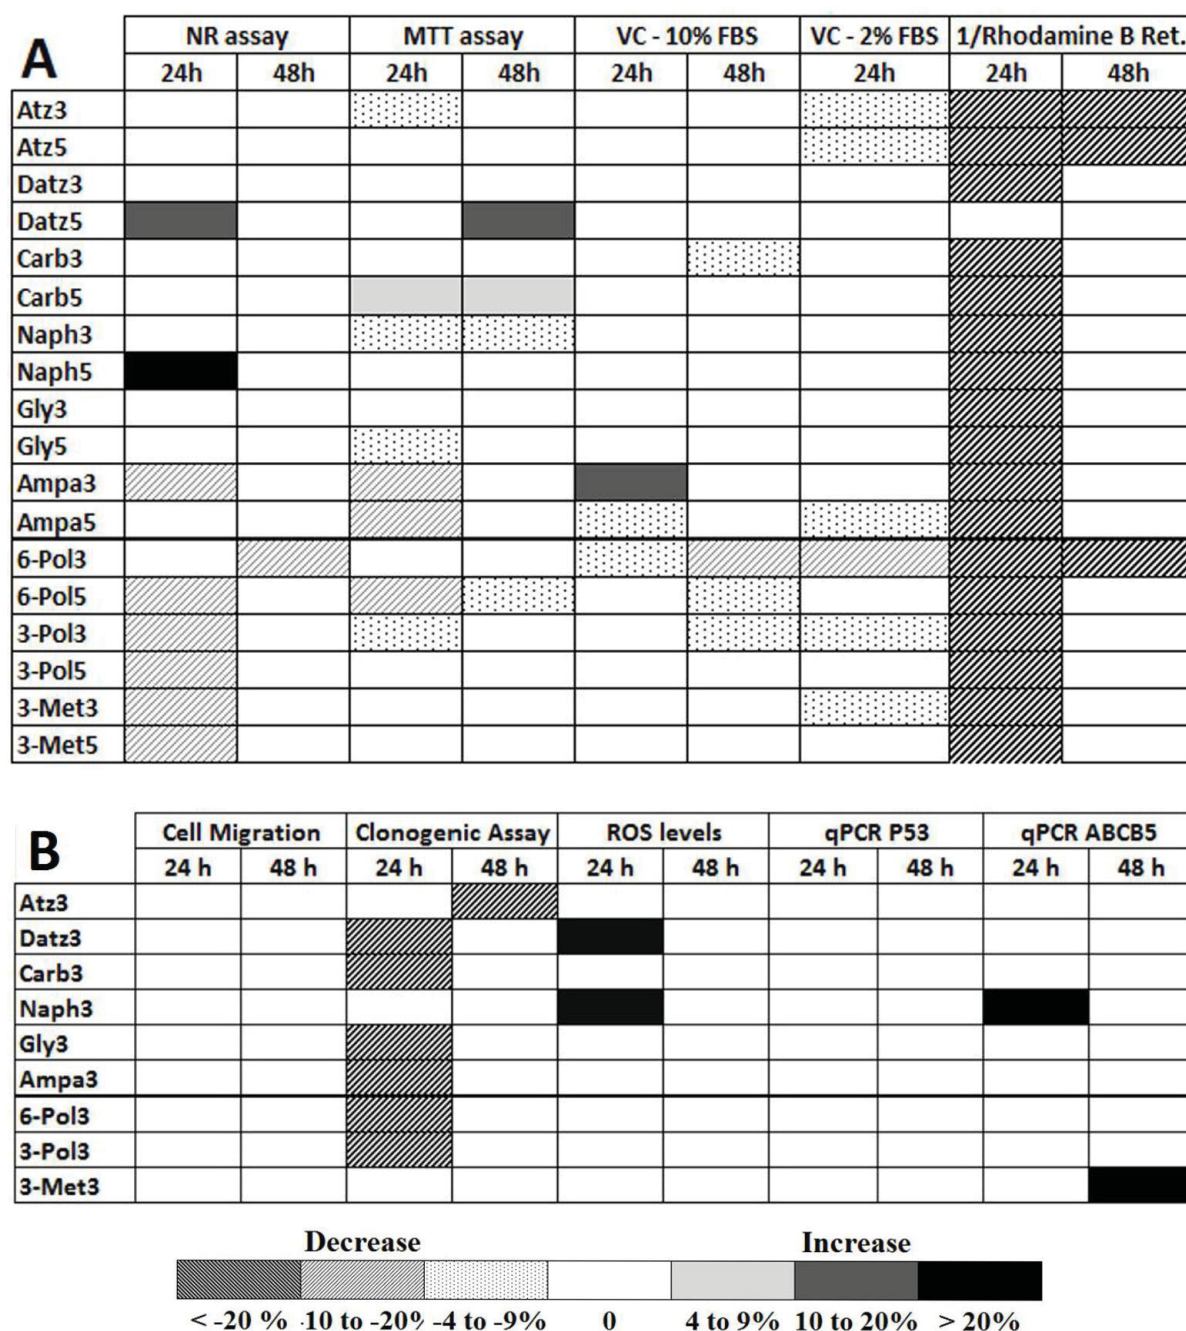 A
NR assay MTT assay VC - 10% FBS VC - 2% FBS 1/Rhodamine B Ret.
24h 48h 24h 48h 24h 48h 24h 24h 48h
Atz3
Atz5
Datz3
Datz5
Carb3
Carb5
Naph3
Naph5
Gly3
Gly5
Ampa3
Ampa5
6-Pol3
6-Pol5
3-Pol3
3-Pol5
3-Met3
3-Met5
B
Cell Migration Clonogenic Assay ROS levels qPCR P53 qPCR ABCB5
24 h 48 h 24 h 48 h 24 h 48 h 24 h 48 h 24 h 48 h
Atz3
Datz3
Carb3
Naph3
Gly3
Ampa3
6-Pol3
3-Pol3
3-Met3
Decrease Increase
< -20 % -10 to -20% -4 to -9% 0 4 to 9% 10 to 20% > 20%